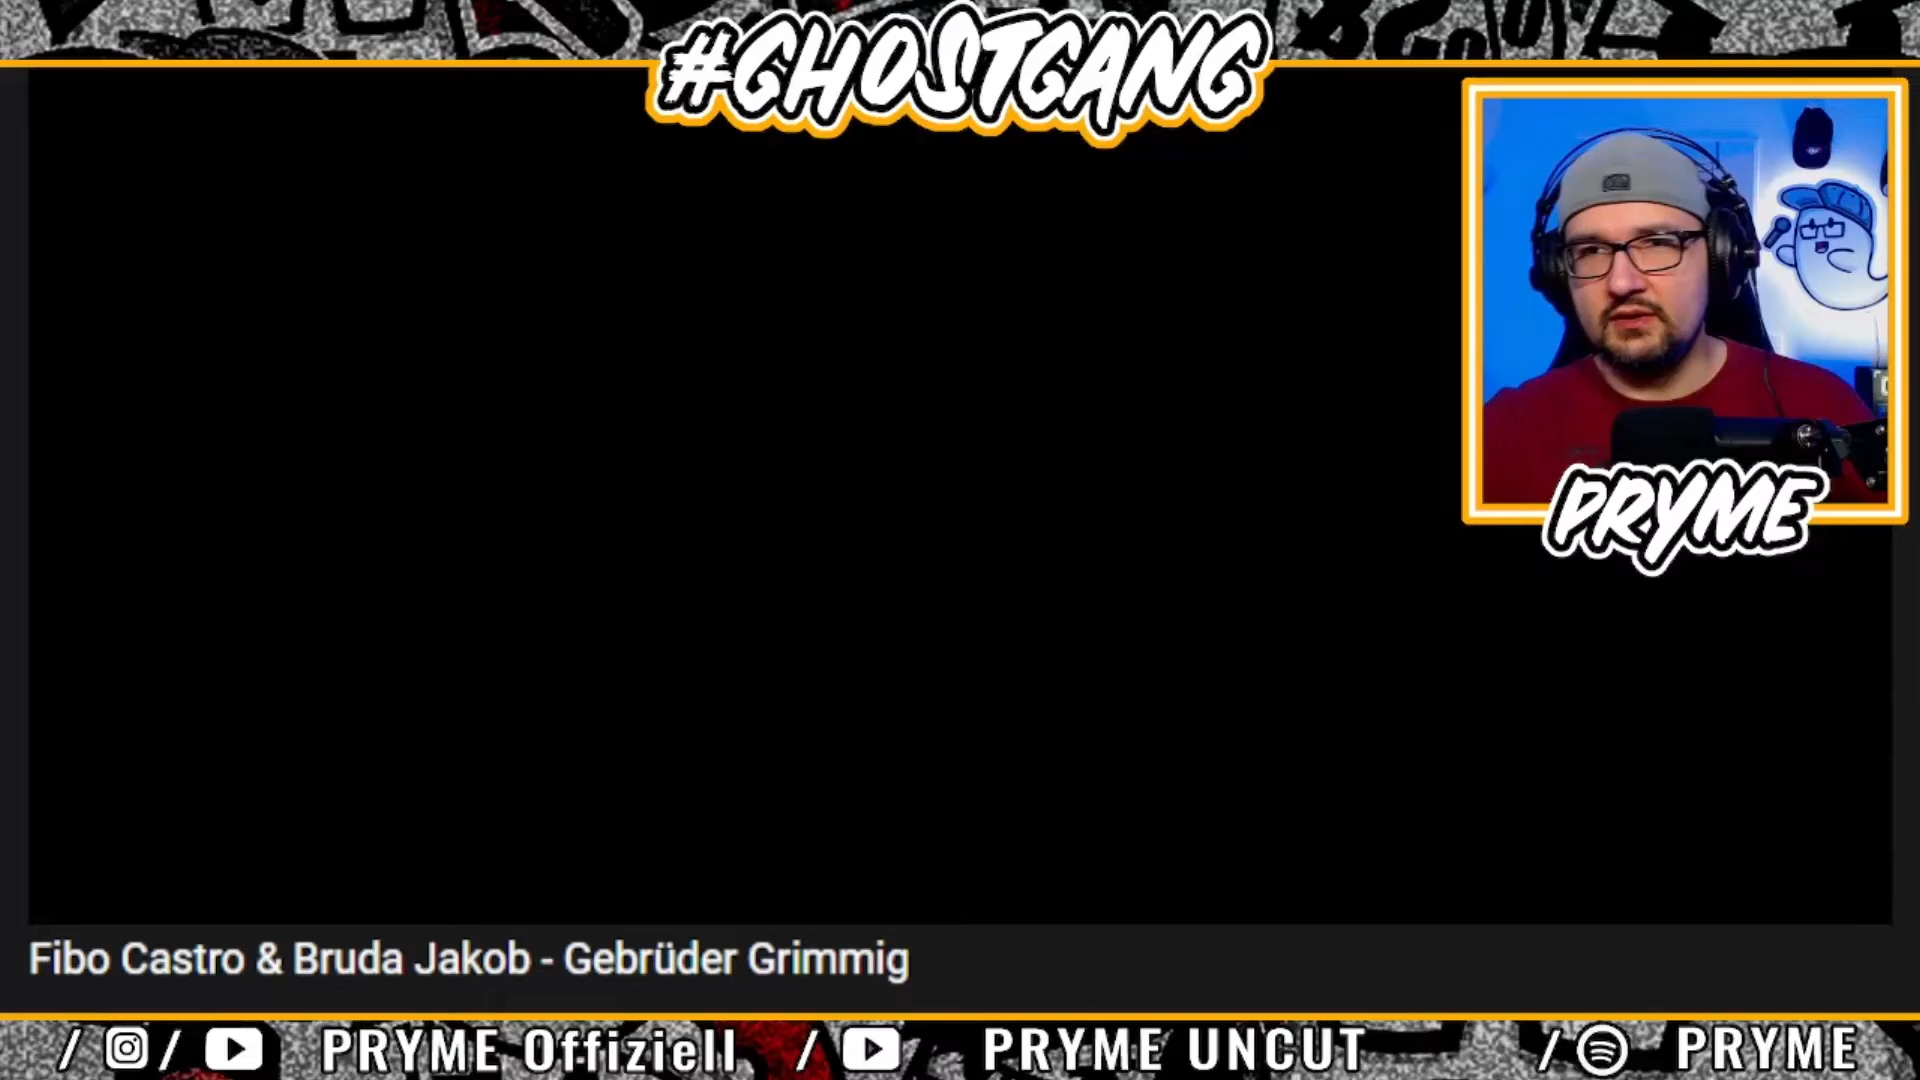 #GHOSTGANG
PRYME
Fibo Castro & Bruda Jakob - Gebrüder Grimmig
/ / PRYME Offiziell / PRYME UNCUT / PRYME